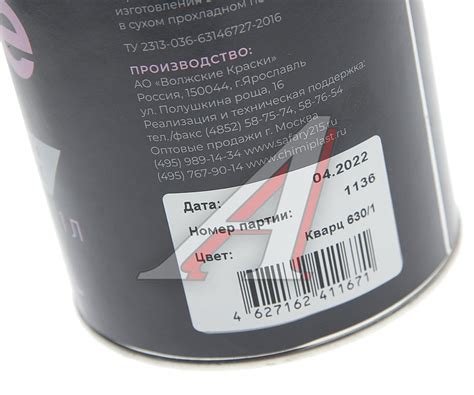 изготовления
в сухом прохладном
ТУ 2313-036-63146727-2016
ПРОИЗВОДСТВО:
АО «Волжские Краски»
Россия, 150044, г.Ярославль
ул. Полушкина роща, 16
Реализация и техническая поддержка:
тел./факс (4852) 58-75-74, 58-76-54
Оптовые продажи г. Москва
(495) 989-14-34 www.safary215.ru
(495) 767-90-14 www.chimiplast.ru
Дата: 04.2022
Номер партии: 1136
Цвет: Кварц 630/1
4 627162 411671
e
1 Л